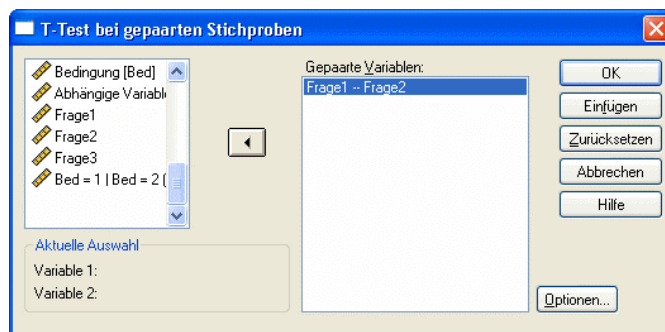 T-Test bei gepaarten Stichproben
Bedingung [Bed]
Abhängige Variabl
Frage1
Frage2
Frage3
Bed = 1 | Bed = 2 (
Aktuelle Auswahl
Variable 1:
Variable 2:
Gepaarte Variablen:
Frage1 -- Frage2
OK
Einfügen
Zurücksetzen
Abbrechen
Hilfe
Optionen...